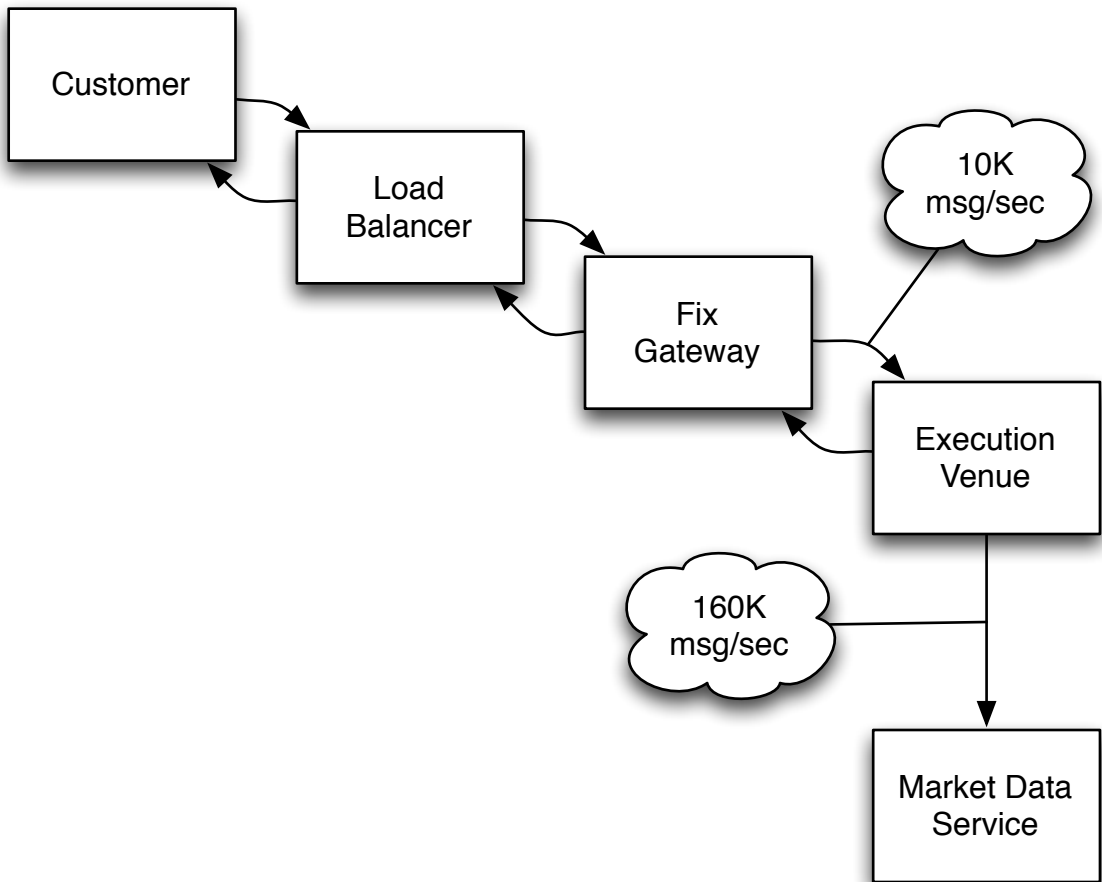 Customer
Load
Balancer
10K
msg/sec
Fix
Gateway
Execution
Venue
160K
msg/sec
Market Data
Service